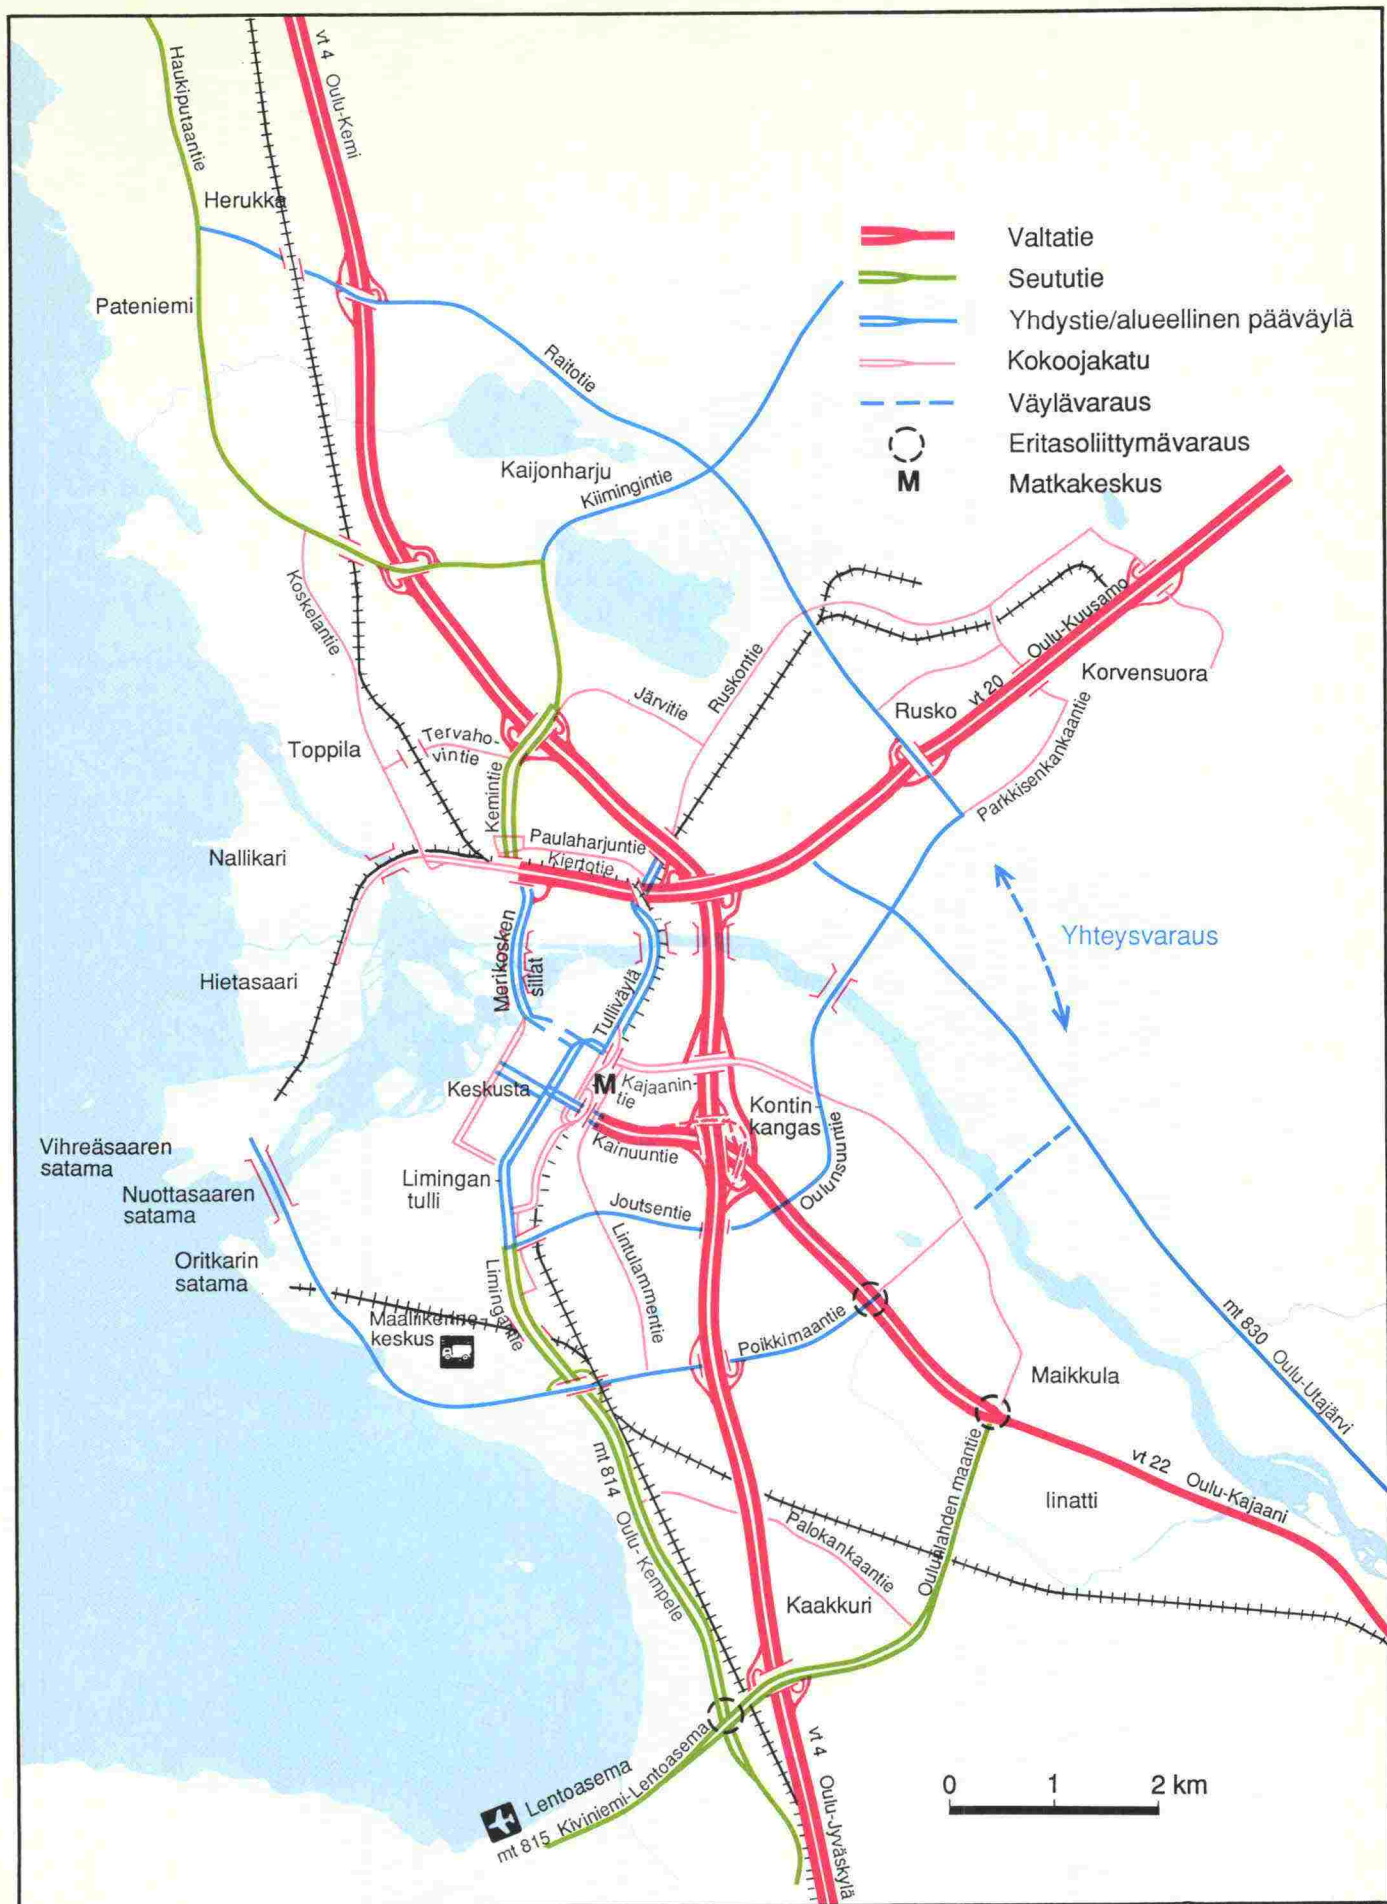 vt 4 Oulu-Kemi
Haukiputaantie
Herukka
Pateniemi
Valtatie
Seututie
Yhdystie/alueellinen pääväylä
Kokoojakatu
Väylävaraus
Eritasoliittymävaraus
M Matkakeskus
Raitotie
Kaijonharju
Kiimingintie
Koskelantie
Ruskontie
Järvitie
Oulu-Kuusamo
vt 20
Korvensuora
Rusko
Parkkisenkankaantie
Toppila
Tervaho-
vintie
Kemintie
Nallikari
Paulaharjuntie
Kiertotie
Yhteysvaraus
Hietasaari
Merikosken
sillat
Tulliväylä
Keskusta
M
Kajaanin-
tie
Kontin-
kangas
Kainuuntie
Oulunsuuntie
Vihreäsaaren
satama
Nuottasaaren
satama
Limingan-
tulli
Joutsentie
Lintulammentie
Oritkarin
satama
Limingantie
Maaliikenne-
keskus
Poikkimaantie
mt 830 Oulu-Utajärvi
Maikkula
vt 22 Oulu-Kajaani
Iinatti
mt 814 Oulu-Kempele
Palokankaantie
Oulunlahden maantie
Kaakkuri
Lentoasema
mt 815 Kiviniemi-Lentoasema
vt 4 Oulu-Jyväskylä
0 1 2 km